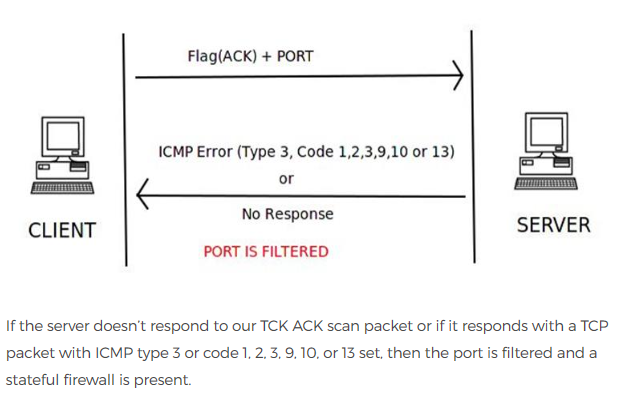 Flag(ACK) + PORT
ICMP Error (Type 3, Code 1,2,3,9,10 or 13)
or
No Response
CLIENT
SERVER
PORT IS FILTERED
If the server doesn't respond to our TCK ACK scan packet or if it responds with a TCP
packet with ICMP type 3 or code 1, 2, 3, 9, 10, or 13 set, then the port is filtered and a
stateful firewall is present.